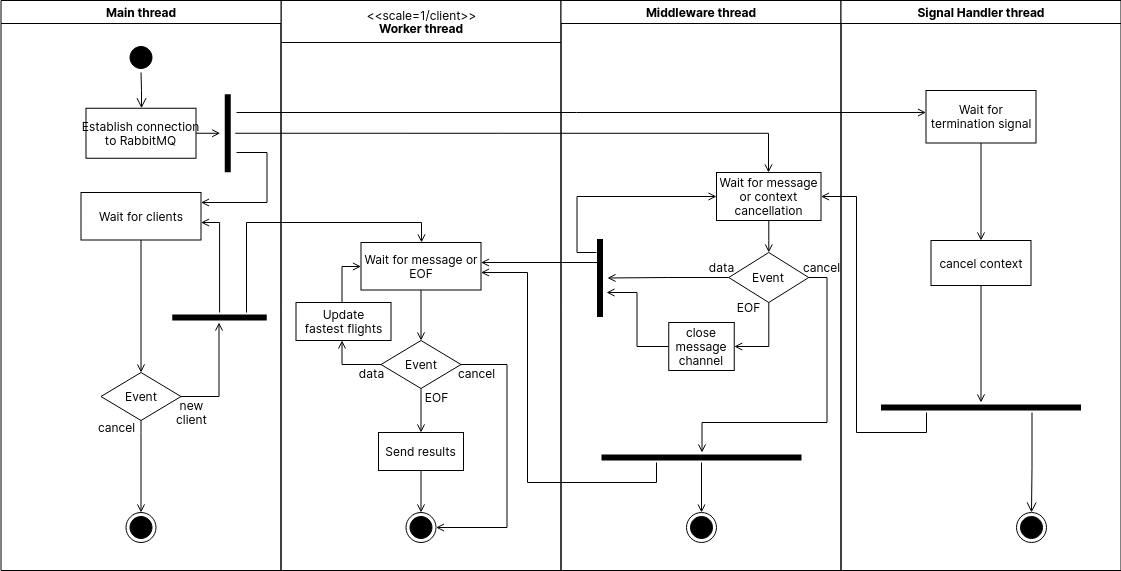 Main thread
<<scale=1/client>>
Worker thread
Middleware thread
Signal Handler thread
Establish connection
to RabbitMQ
Wait for
termination signal
Wait for clients
Wait for message
or context
cancellation
Wait for message or
EOF
cancel context
data
Event
cancel
EOF
Update
fastest flights
close
message
channel
Event
data
cancel
EOF
Event
new
client
cancel
Send results